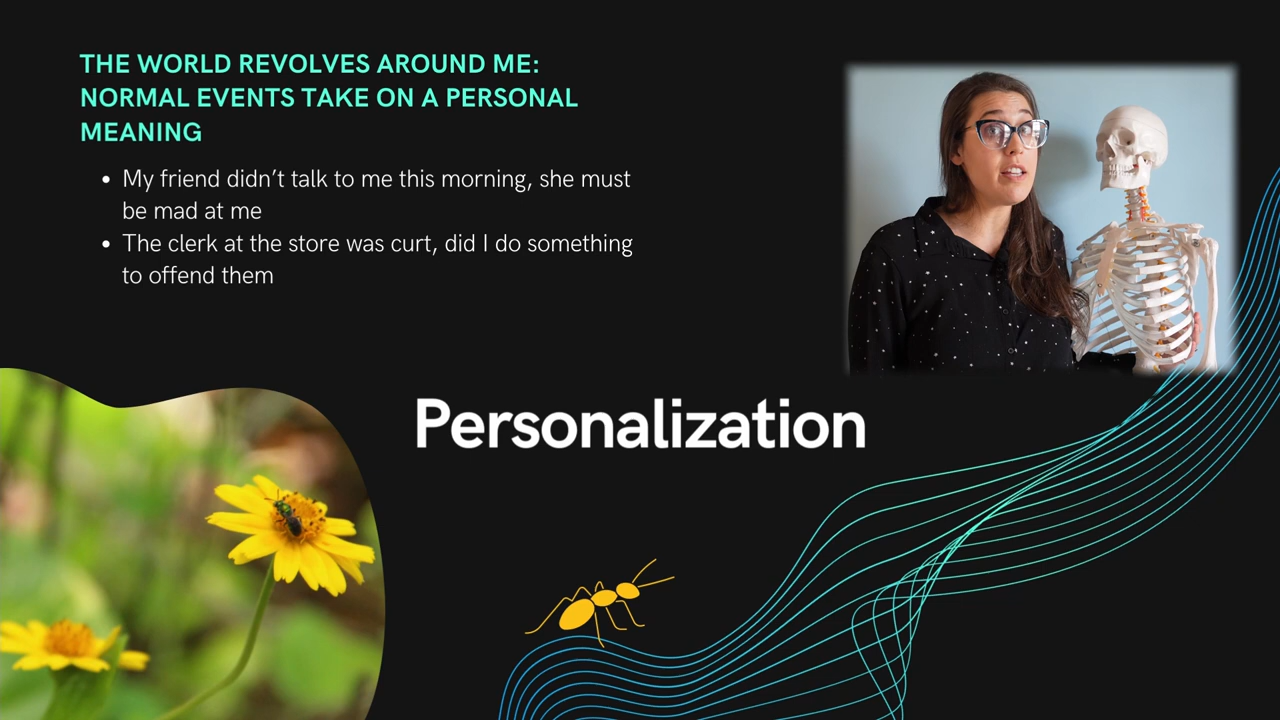 THE WORLD REVOLVES AROUND ME:
NORMAL EVENTS TAKE ON A PERSONAL
MEANING
• My friend didn’t talk to me this morning, she must
be mad at me
• The clerk at the store was curt, did I do something
to offend them
Personalization